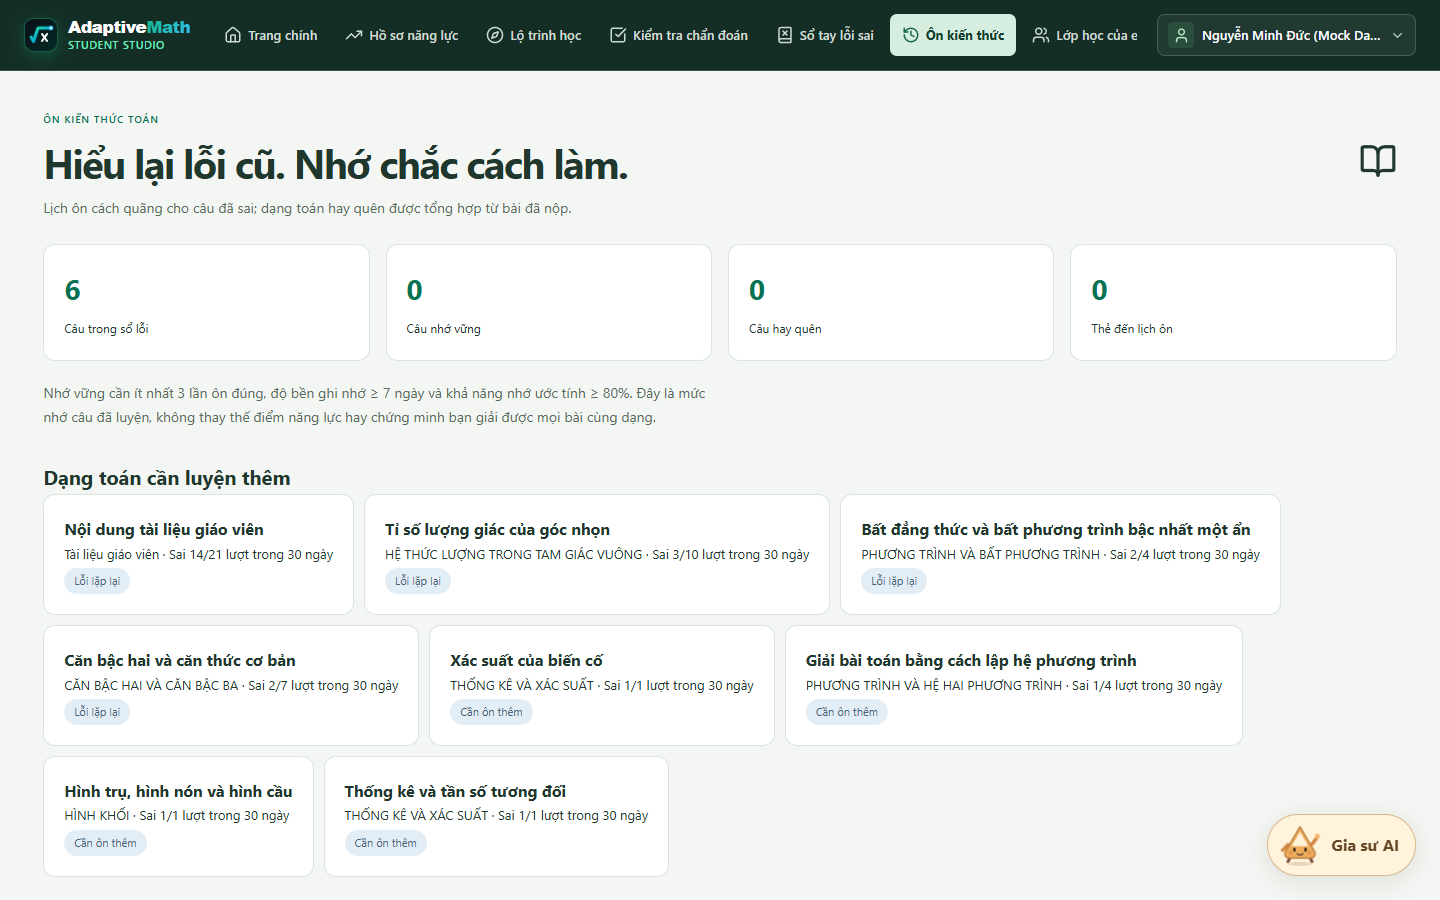 AdaptiveMath
STUDENT STUDIO
Trang chính
Hồ sơ năng lực
Lộ trình học
Kiểm tra chẩn đoán
Sổ tay lỗi sai
Ôn kiến thức
Lớp học của e
Nguyễn Minh Đức (Mock Da...
ÔN KIẾN THỨC TOÁN
Hiểu lại lỗi cũ. Nhớ chắc cách làm.
Lịch ôn cách quãng cho câu đã sai; dạng toán hay quên được tổng hợp từ bài đã nộp.
6
Câu trong sổ lỗi
0
Câu nhớ vững
0
Câu hay quên
0
Thẻ đến lịch ôn
Nhớ vững cần ít nhất 3 lần ôn đúng, độ bền ghi nhớ ≥ 7 ngày và khả năng nhớ ước tính ≥ 80%. Đây là mức
nhớ câu đã luyện, không thay thế điểm năng lực hay chứng minh bạn giải được mọi bài cùng dạng.
Dạng toán cần luyện thêm
Nội dung tài liệu giáo viên
Tài liệu giáo viên · Sai 14/21 lượt trong 30 ngày
Lỗi lặp lại
Tỉ số lượng giác của góc nhọn
HỆ THỨC LƯỢNG TRONG TAM GIÁC VUÔNG · Sai 3/10 lượt trong 30 ngày
Lỗi lặp lại
Bất đẳng thức và bất phương trình bậc nhất một ẩn
PHƯƠNG TRÌNH VÀ BẤT PHƯƠNG TRÌNH · Sai 2/4 lượt trong 30 ngày
Lỗi lặp lại
Căn bậc hai và căn thức cơ bản
CĂN BẬC HAI VÀ CĂN BẬC BA · Sai 2/7 lượt trong 30 ngày
Lỗi lặp lại
Xác suất của biến cố
THỐNG KÊ VÀ XÁC SUẤT · Sai 1/1 lượt trong 30 ngày
Cần ôn thêm
Giải bài toán bằng cách lập hệ phương trình
PHƯƠNG TRÌNH VÀ HỆ HAI PHƯƠNG TRÌNH · Sai 1/4 lượt trong 30 ngày
Cần ôn thêm
Hình trụ, hình nón và hình cầu
HÌNH KHỐI · Sai 1/1 lượt trong 30 ngày
Cần ôn thêm
Thống kê và tần số tương đối
THỐNG KÊ VÀ XÁC SUẤT · Sai 1/1 lượt trong 30 ngày
Cần ôn thêm
Gia sư AI